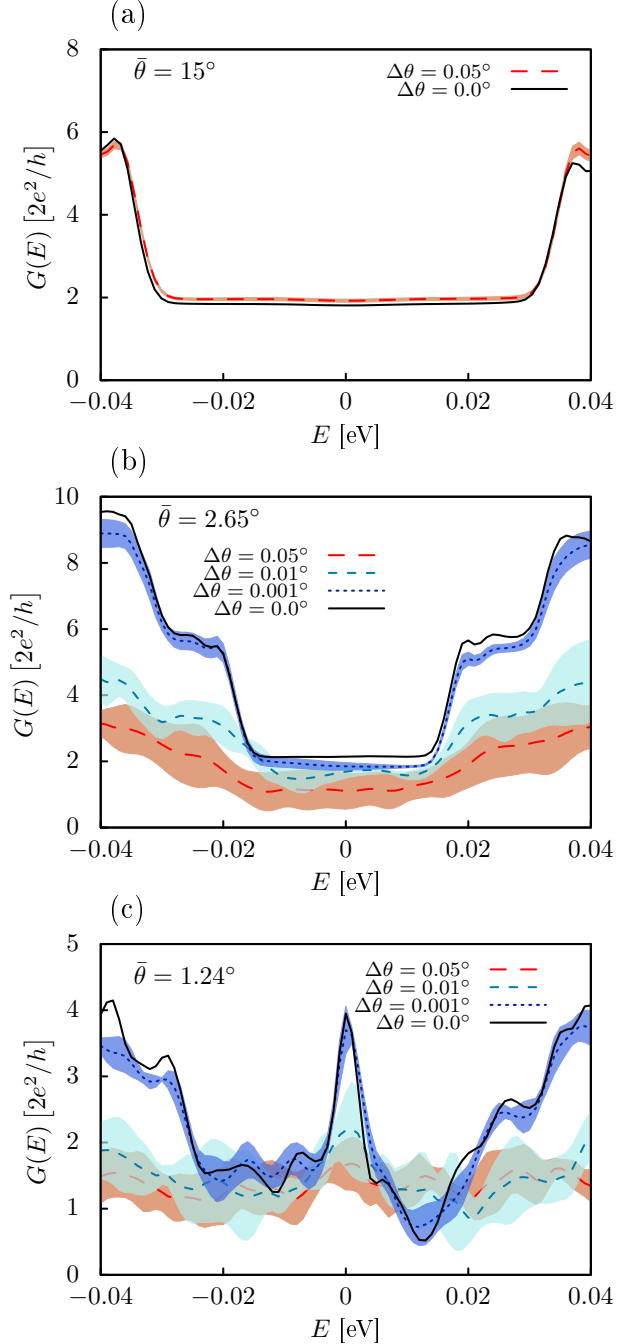 (a)
θ̄ = 15°
Δθ = 0.05°
Δθ = 0.0°
G(E) [2e²/h]
8
6
4
2
0
−0.04 −0.02 0 0.02 0.04
E [eV]
(b)
θ̄ = 2.65°
Δθ = 0.05°
Δθ = 0.01°
Δθ = 0.001°
Δθ = 0.0°
G(E) [2e²/h]
10
8
6
4
2
0
−0.04 −0.02 0 0.02 0.04
E [eV]
(c)
θ̄ = 1.24°
Δθ = 0.05°
Δθ = 0.01°
Δθ = 0.001°
Δθ = 0.0°
G(E) [2e²/h]
5
4
3
2
1
0
−0.04 −0.02 0 0.02 0.04
E [eV]